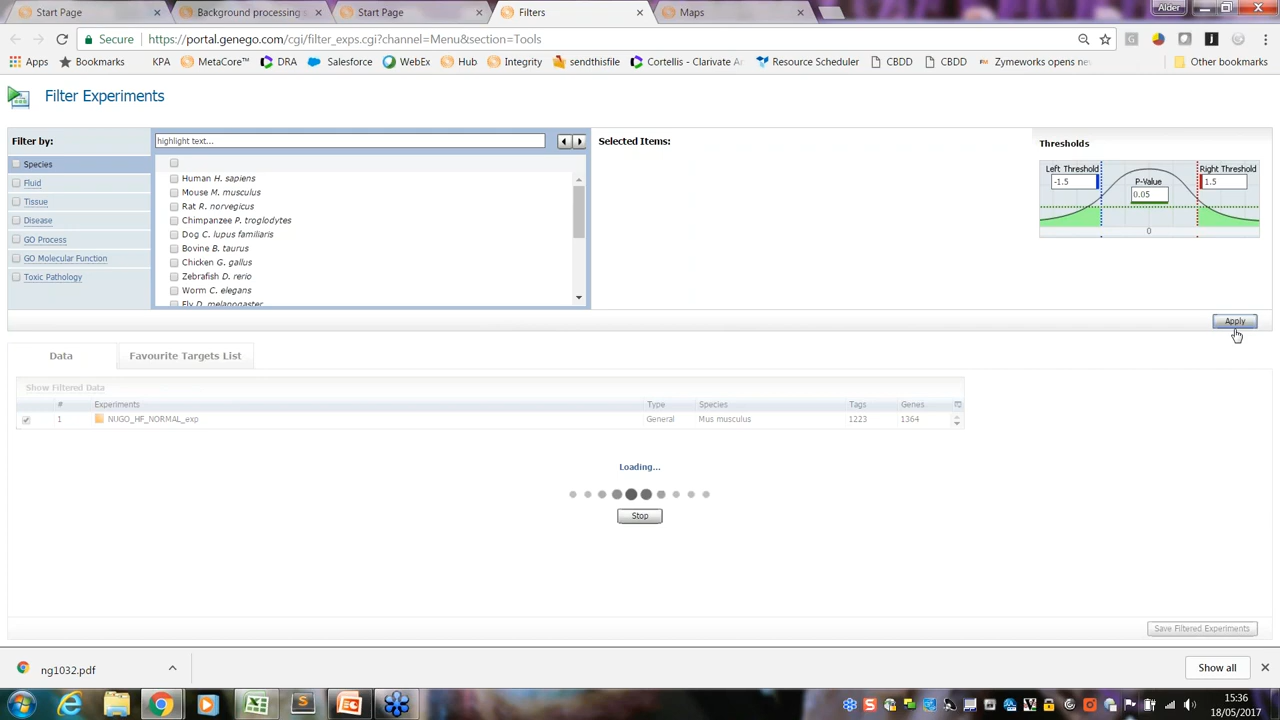 Start Page
Background processing s
Start Page
Filters
Maps
Alder
Secure
https://portal.genego.com/cgi/filter_exps.cgi?channel=Menu&section=Tools
Apps
Bookmarks
KPA
MetaCore™
DRA
Salesforce
WebEx
Hub
Integrity
sendthisfile
Cortellis - Clarivate An
Resource Scheduler
CBDD
CBDD
Zymeworks opens new
Other bookmarks
Filter Experiments
Filter by:
Species
Fluid
Tissue
Disease
GO Process
GO Molecular Function
Toxic Pathology
highlight text...
Human H. sapiens
Mouse M. musculus
Rat R. norvegicus
Chimpanzee P. troglodytes
Dog C. lupus familiaris
Bovine B. taurus
Chicken G. gallus
Zebrafish D. rerio
Worm C. elegans
Fly D. melanogaster
Selected Items:
Thresholds
Left Threshold
-1.5
P-Value
0.05
Right Threshold
1.5
0
Apply
Data
Favourite Targets List
Show Filtered Data
# Experiments Type Species Tags Genes
1 NUGO_HF_NORMAL_exp General Mus musculus 1223 1364
Loading...
Stop
Save Filtered Experiments
ng1032.pdf
Show all
15:36
18/05/2017